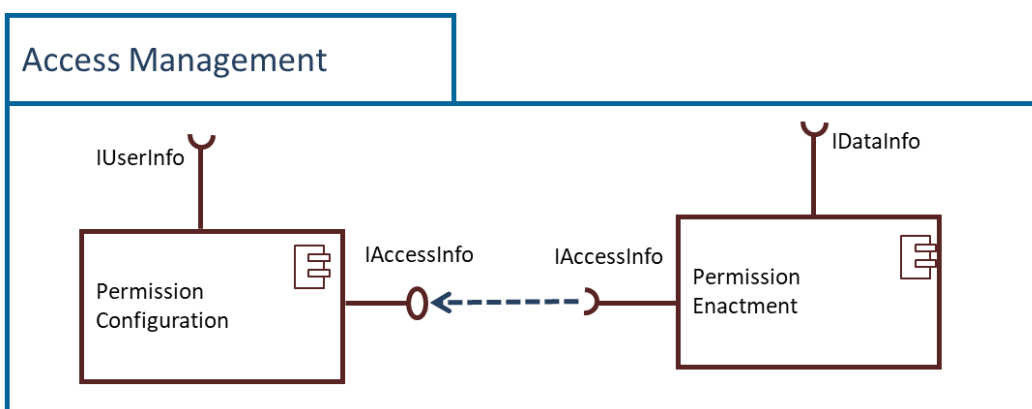 Access Management
IUserInfo
IDataInfo
IAccessInfo
IAccessInfo
Permission
Configuration
Permission
Enactment